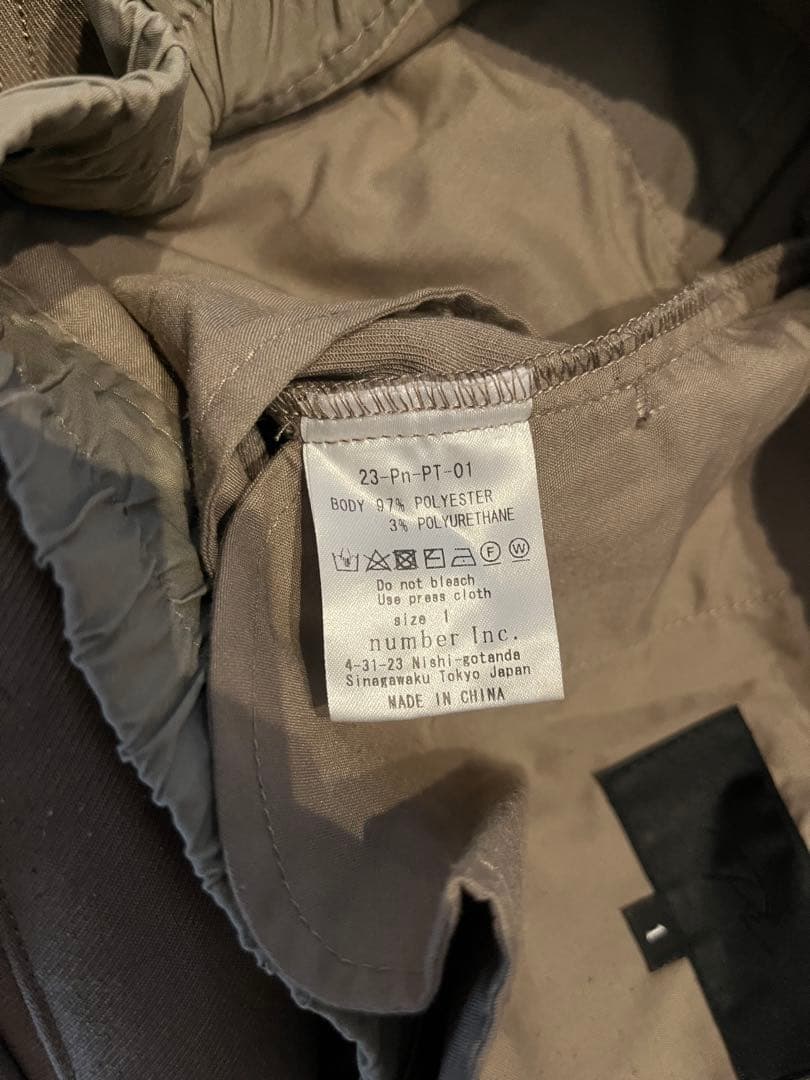 23-Pn-PT-01
BODY 97% POLYESTER
3% POLYURETHANE
F W
Do not bleach
Use press cloth
size 1
number Inc.
4-31-23 Nishi-gotanda
Sinagawaku Tokyo Japan
MADE IN CHINA
1